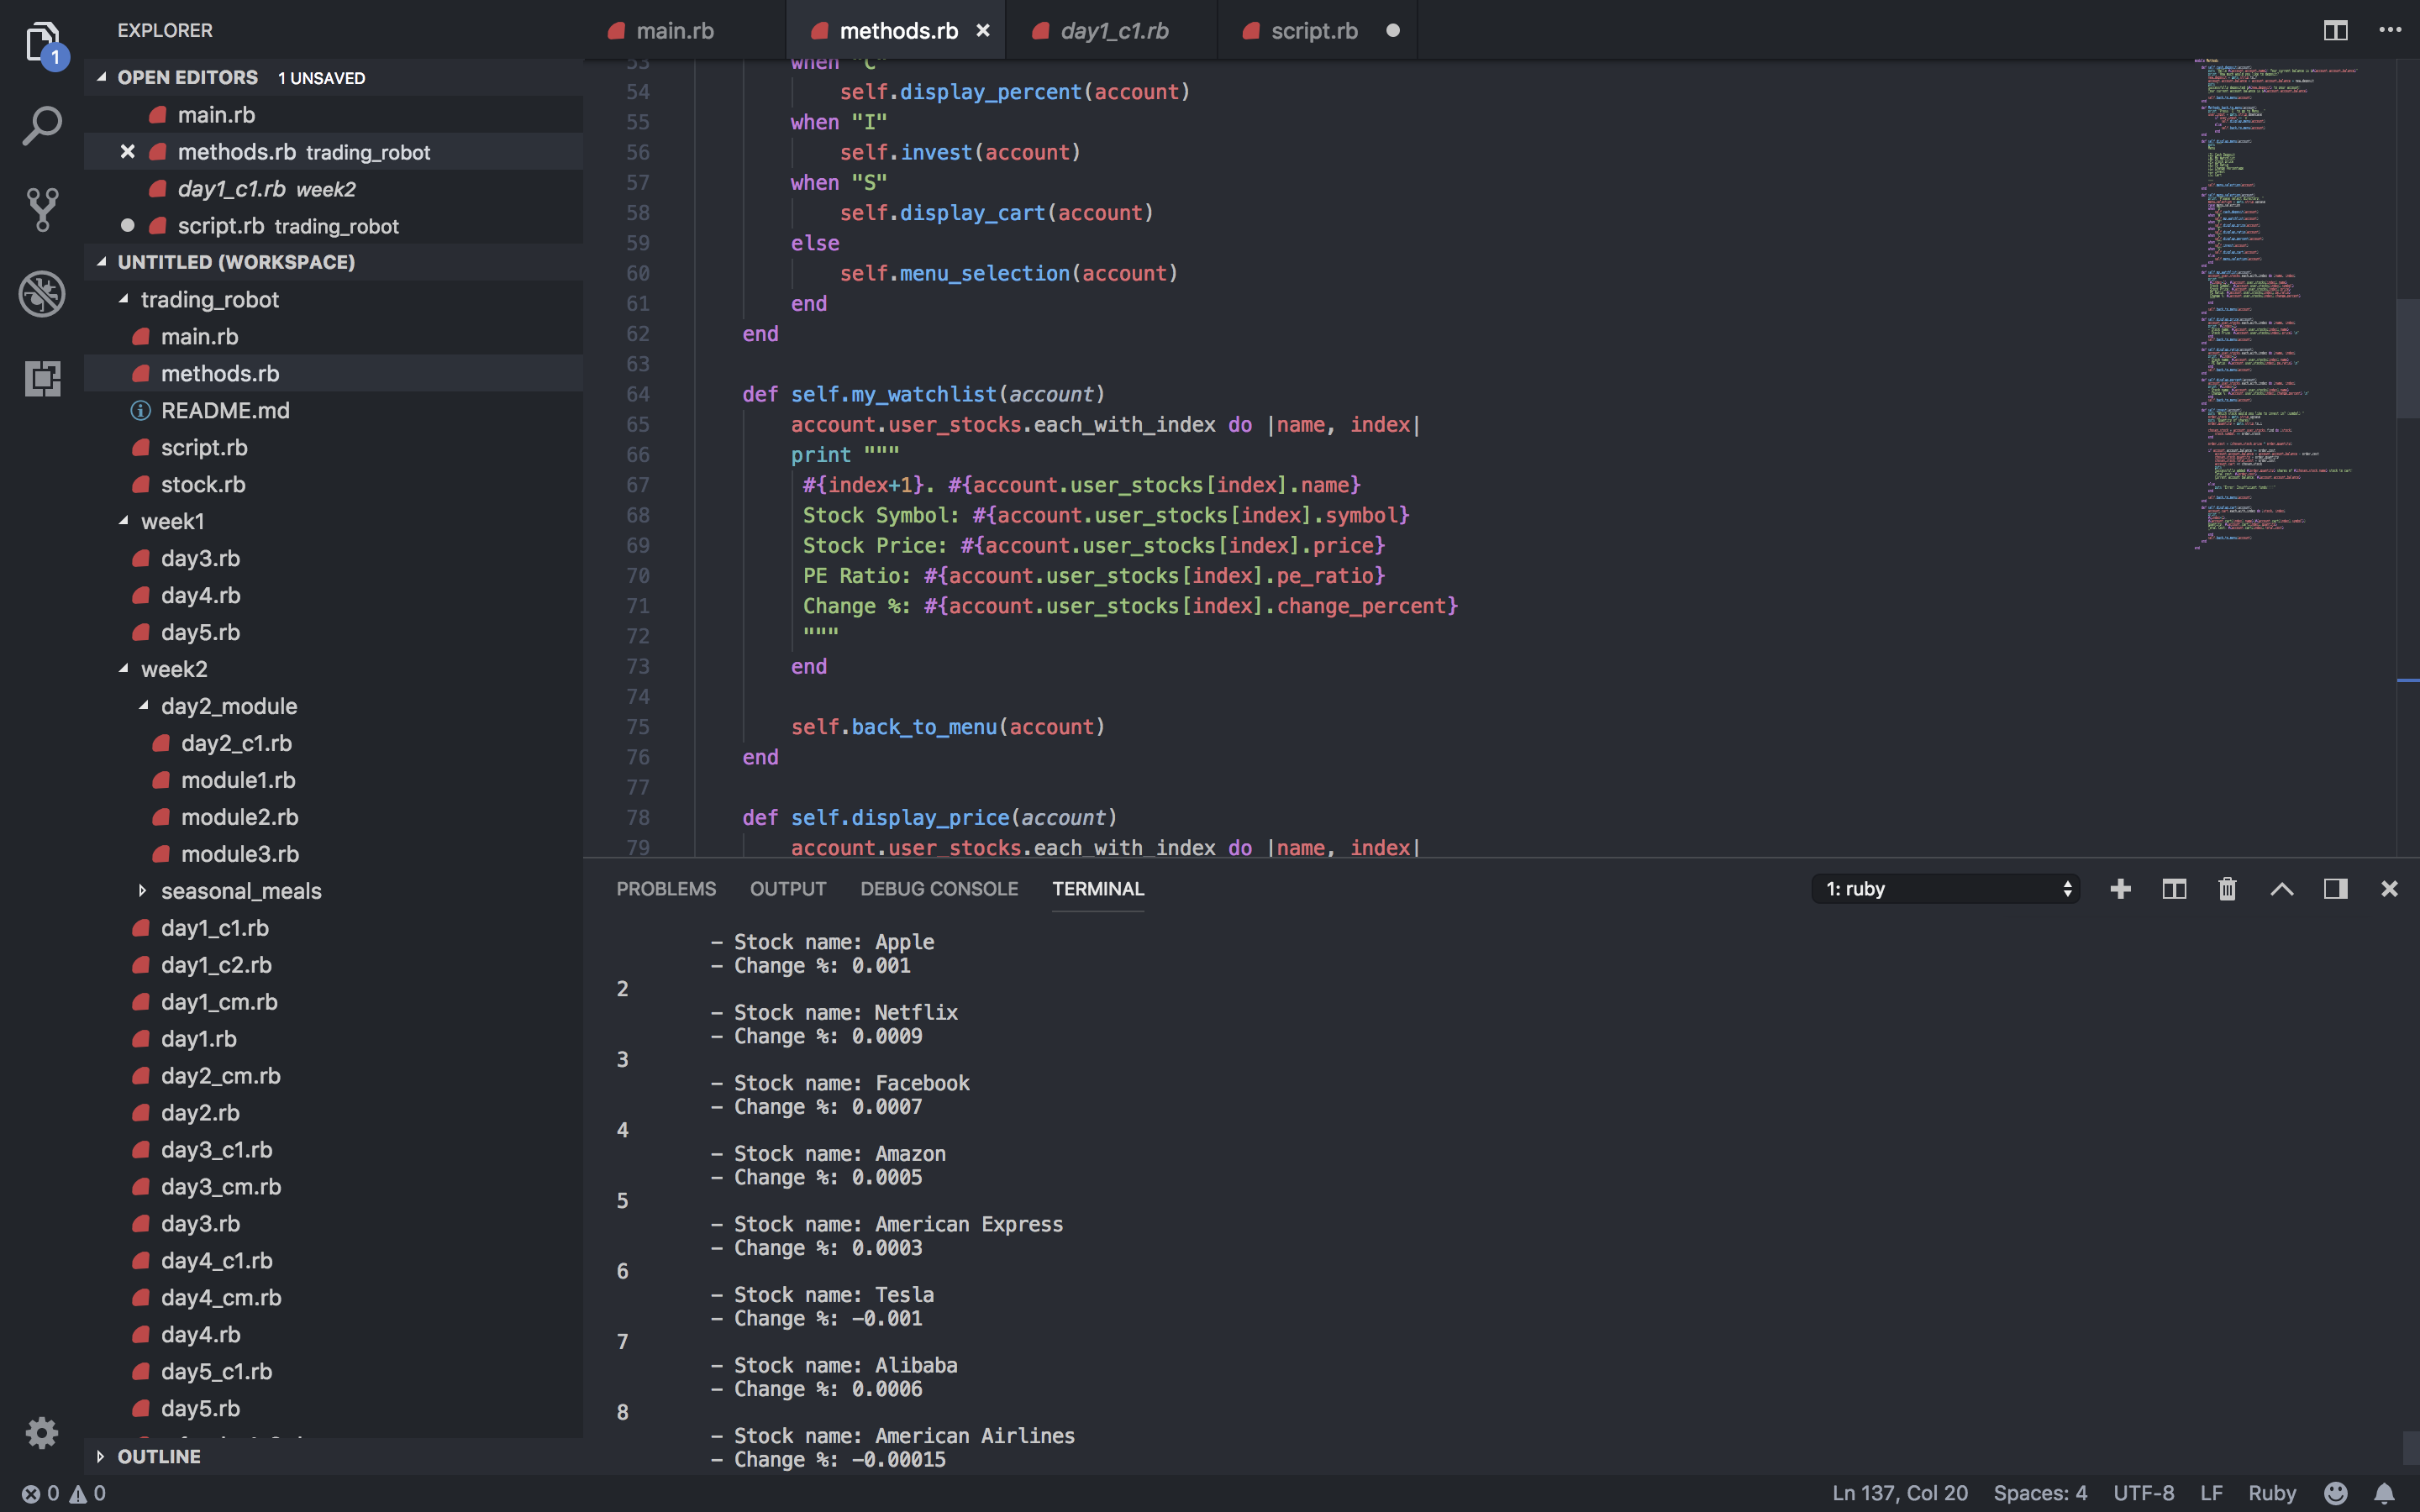 EXPLORER
1
OPEN EDITORS 1 UNSAVED
main.rb
methods.rb trading_robot
day1_c1.rb week2
script.rb trading_robot
UNTITLED (WORKSPACE)
trading_robot
main.rb
methods.rb
README.md
script.rb
stock.rb
week1
day3.rb
day4.rb
day5.rb
week2
day2_module
day2_c1.rb
module1.rb
module2.rb
module3.rb
seasonal_meals
day1_c1.rb
day1_c2.rb
day1_cm.rb
day1.rb
day2_cm.rb
day2.rb
day3_c1.rb
day3_cm.rb
day3.rb
day4_c1.rb
day4_cm.rb
day4.rb
day5_c1.rb
day5.rb
OUTLINE
main.rb methods.rb day1_c1.rb script.rb
53 when "C"
54 self.display_percent(account)
55 when "I"
56 self.invest(account)
57 when "S"
58 self.display_cart(account)
59 else
60 self.menu_selection(account)
61 end
62 end
63
64 def self.my_watchlist(account)
65 account.user_stocks.each_with_index do |name, index|
66 print """
67 #{index+1}. #{account.user_stocks[index].name}
68 Stock Symbol: #{account.user_stocks[index].symbol}
69 Stock Price: #{account.user_stocks[index].price}
70 PE Ratio: #{account.user_stocks[index].pe_ratio}
71 Change %: #{account.user_stocks[index].change_percent}
72 """
73 end
74
75 self.back_to_menu(account)
76 end
77
78 def self.display_price(account)
79 account.user_stocks.each_with_index do |name, index|
PROBLEMS OUTPUT DEBUG CONSOLE TERMINAL 1: ruby
- Stock name: Apple
- Change %: 0.001
2
- Stock name: Netflix
- Change %: 0.0009
3
- Stock name: Facebook
- Change %: 0.0007
4
- Stock name: Amazon
- Change %: 0.0005
5
- Stock name: American Express
- Change %: 0.0003
6
- Stock name: Tesla
- Change %: -0.001
7
- Stock name: Alibaba
- Change %: 0.0006
8
- Stock name: American Airlines
- Change %: -0.00015
0 0 Ln 137, Col 20 Spaces: 4 UTF-8 LF Ruby